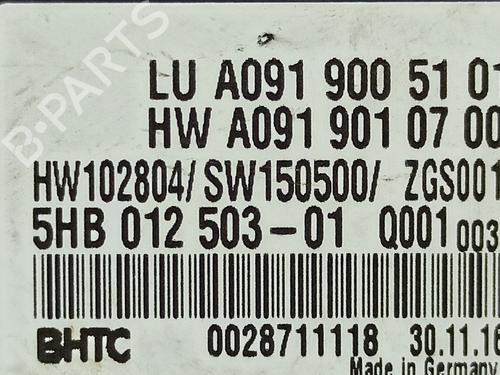 LU A091 900 51 01
HW A091 901 07 00
HW102804/ SW150500/ ZGS001
5HB 012 503-01 Q001 003
BHTC 0028711118 30.11.16
Made in Germany
B-PARTS